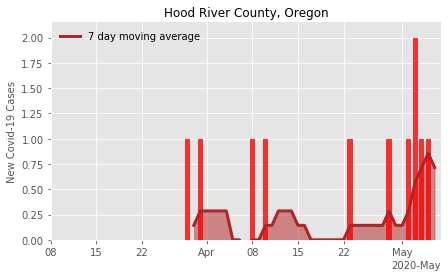 Hood River County, Oregon
7 day moving average
New Covid-19 Cases
2.00
1.75
1.50
1.25
1.00
0.75
0.50
0.25
0.00
08 15 22 Apr 08 15 22 May
2020-May